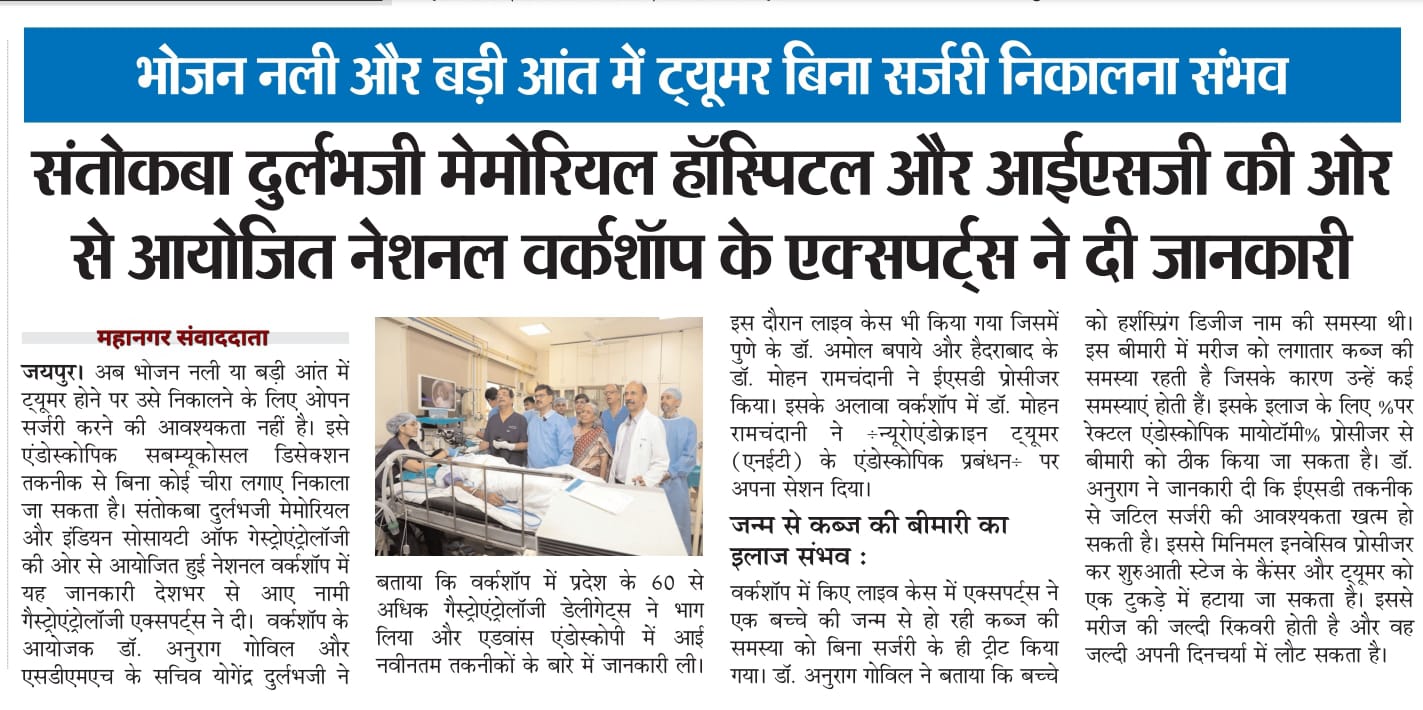 भोजन नली और बड़ी आंत में ट्यूमर बिना सर्जरी निकालना संभव
संतोकबा दुर्लभजी मेमोरियल हॉस्पिटल और आईएसजी की ओर
से आयोजित नेशनल वर्कशॉप के एक्सपर्ट्स ने दी जानकारी
महानगर संवाददाता
जयपुर। अब भोजन नली या बड़ी आंत में
ट्यूमर होने पर उसे निकालने के लिए ओपन
सर्जरी करने की आवश्यकता नहीं है। इसे
एंडोस्कोपिक सबम्यूकोसल डिसेक्शन
तकनीक से बिना कोई चीरा लगाए निकाला
जा सकता है। संतोकबा दुर्लभजी मेमोरियल
और इंडियन सोसायटी ऑफ गेस्ट्रोएंट्रोलॉजी
की ओर से आयोजित हुई नेशनल वर्कशॉप में
यह जानकारी देशभर से आए नामी
गैस्ट्रोएंट्रोलॉजी एक्सपर्ट्स ने दी। वर्कशॉप के
आयोजक डॉ. अनुराग गोविल और
एसडीएमएच के सचिव योगेंद्र दुर्लभजी ने
बताया कि वर्कशॉप में प्रदेश के 60 से
अधिक गैस्ट्रोएंट्रोलॉजी डेलीगेट्स ने भाग
लिया और एडवांस एंडोस्कोपी में आई
नवीनतम तकनीकों के बारे में जानकारी ली।
इस दौरान लाइव केस भी किया गया जिसमें
पुणे के डॉ. अमोल बपाये और हैदराबाद के
डॉ. मोहन रामचंदानी ने ईएसडी प्रोसीजर
किया। इसके अलावा वर्कशॉप में डॉ. मोहन
रामचंदानी ने ÷न्यूरोएंडोक्राइन ट्यूमर
(एनईटी) के एंडोस्कोपिक प्रबंधन÷ पर
अपना सेशन दिया।
जन्म से कब्ज की बीमारी का
इलाज संभव :
वर्कशॉप में किए लाइव केस में एक्सपर्ट्स ने
एक बच्चे की जन्म से हो रही कब्ज की
समस्या को बिना सर्जरी के ही ट्रीट किया
गया। डॉ. अनुराग गोविल ने बताया कि बच्चे
को हर्शस्प्रिंग डिजीज नाम की समस्या थी।
इस बीमारी में मरीज को लगातार कब्ज की
समस्या रहती है जिसके कारण उन्हें कई
समस्याएं होती हैं। इसके इलाज के लिए %पर
रेक्टल एंडोस्कोपिक मायोटॉमी% प्रोसीजर से
बीमारी को ठीक किया जा सकता है। डॉ.
अनुराग ने जानकारी दी कि ईएसडी तकनीक
से जटिल सर्जरी की आवश्यकता खत्म हो
सकती है। इससे मिनिमल इनवेसिव प्रोसीजर
कर शुरुआती स्टेज के कैंसर और ट्यूमर को
एक टुकड़े में हटाया जा सकता है। इससे
मरीज की जल्दी रिकवरी होती है और वह
जल्दी अपनी दिनचर्या में लौट सकता है।